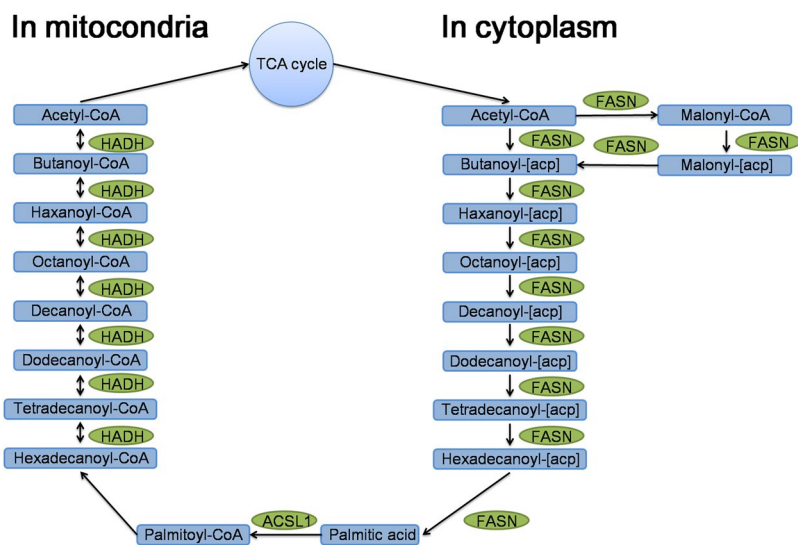 In mitocondria
In cytoplasm
TCA cycle
Acetyl-CoA
HADH
Butanoyl-CoA
HADH
Haxanoyl-CoA
HADH
Octanoyl-CoA
HADH
Decanoyl-CoA
HADH
Dodecanoyl-CoA
HADH
Tetradecanoyl-CoA
HADH
Hexadecanoyl-CoA
Acetyl-CoA
FASN
Malonyl-CoA
FASN
FASN
FASN
Butanoyl-[acp]
Malonyl-[acp]
FASN
Haxanoyl-[acp]
FASN
Octanoyl-[acp]
FASN
Decanoyl-[acp]
FASN
Dodecanoyl-[acp]
FASN
Tetradecanoyl-[acp]
FASN
Hexadecanoyl-[acp]
FASN
Palmitic acid
ACSL1
Palmitoyl-CoA